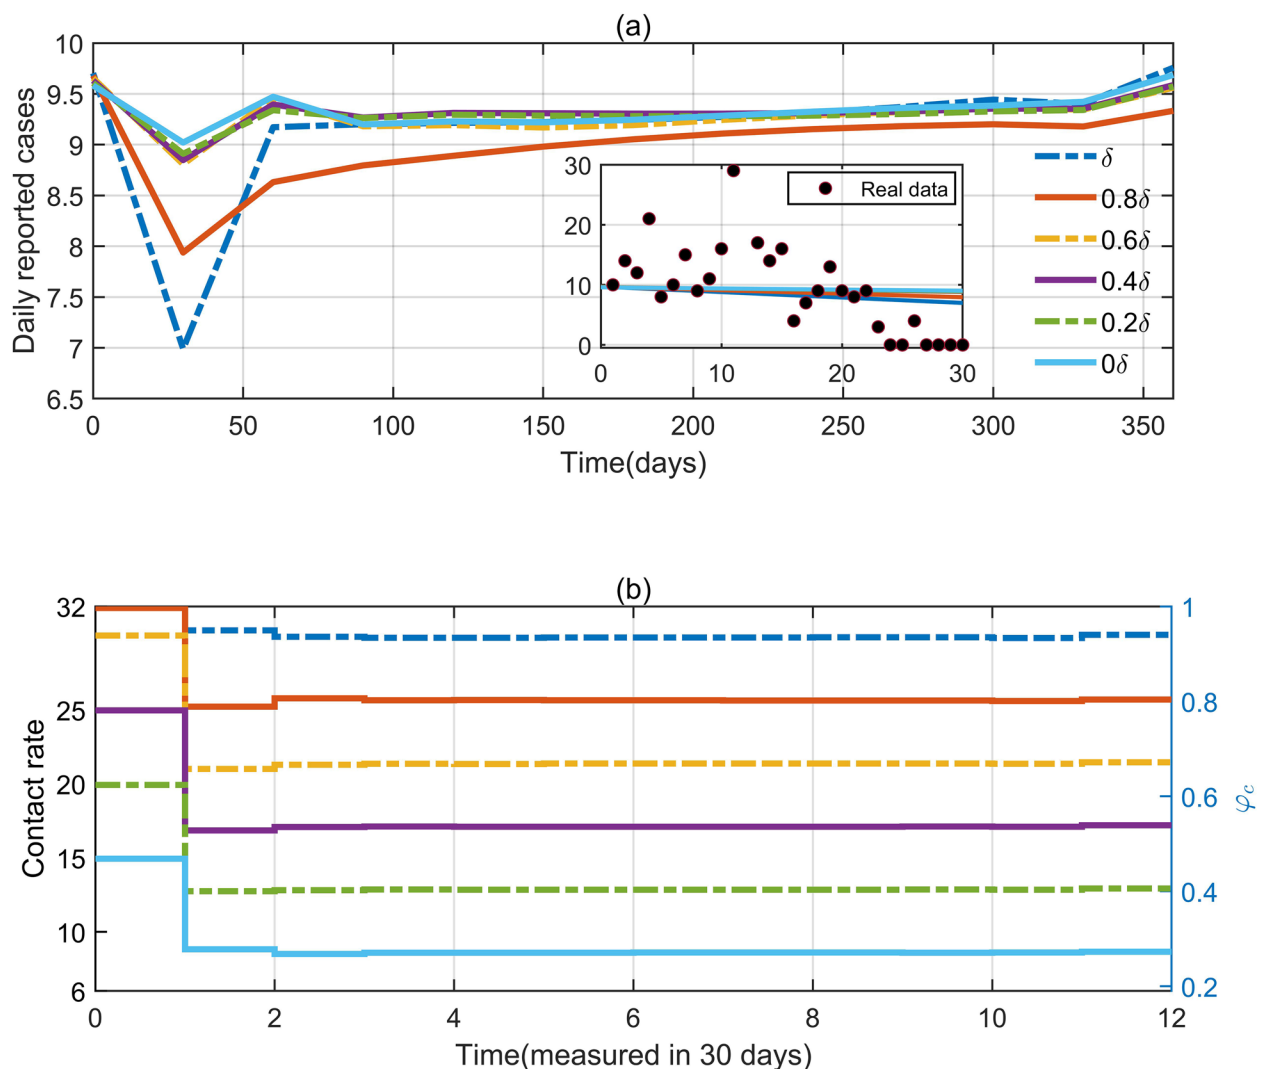 (a)
10
9.5
9
8.5
8
7.5
7
6.5
Daily reported cases
0 50 100 150 200 250 300 350
Time(days)
30
20
10
0
0 10 20 30
Real data
δ
0.8δ
0.6δ
0.4δ
0.2δ
0δ
(b)
32
25
20
15
10
6
Contact rate
1
0.8
0.6
0.4
0.2
φc
0 2 4 6 8 10 12
Time(measured in 30 days)